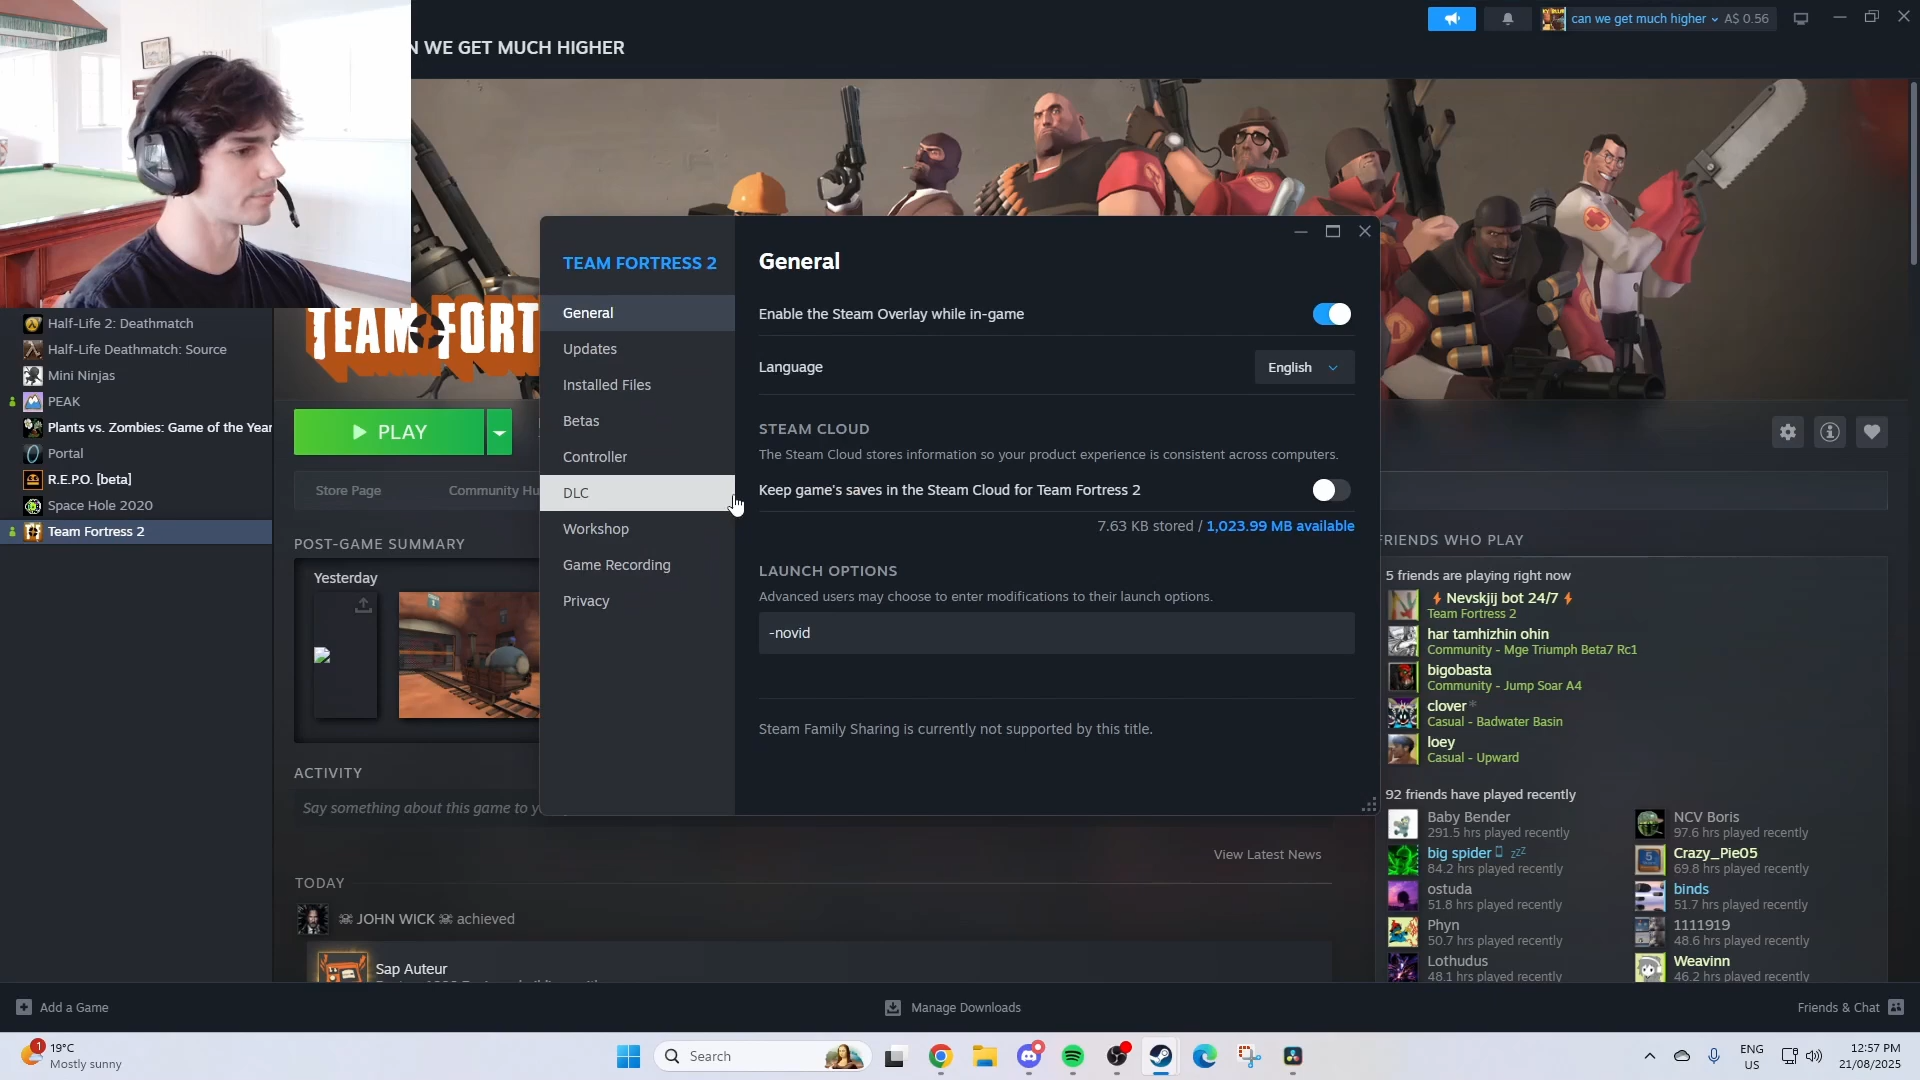 can we get much higher
A$ 0.56
N WE GET MUCH HIGHER
TEAM FORT
Half-Life 2: Deathmatch
Half-Life Deathmatch: Source
Mini Ninjas
PEAK
Plants vs. Zombies: Game of the Year
Portal
R.E.P.O. [beta]
Space Hole 2020
Team Fortress 2
PLAY
Store Page
Community Hu
POST-GAME SUMMARY
Yesterday
ACTIVITY
Say something about this game to y
View Latest News
TODAY
JOHN WICK achieved
Sap Auteur
TEAM FORTRESS 2
General
Updates
Installed Files
Betas
Controller
DLC
Workshop
Game Recording
Privacy
General
Enable the Steam Overlay while in-game
Language
English
STEAM CLOUD
The Steam Cloud stores information so your product experience is consistent across computers.
Keep game's saves in the Steam Cloud for Team Fortress 2
7.63 KB stored / 1,023.99 MB available
LAUNCH OPTIONS
Advanced users may choose to enter modifications to their launch options.
-novid
Steam Family Sharing is currently not supported by this title.
FRIENDS WHO PLAY
5 friends are playing right now
Nevskjij bot 24/7
Team Fortress 2
har tamhizhin ohin
Community - Mge Triumph Beta7 Rc1
bigobasta
Community - Jump Soar A4
clover*
Casual - Badwater Basin
loey
Casual - Upward
92 friends have played recently
Baby Bender
291.5 hrs played recently
NCV Boris
97.6 hrs played recently
big spider zzz
84.2 hrs played recently
Crazy_Pie05
69.8 hrs played recently
ostuda
51.8 hrs played recently
binds
51.7 hrs played recently
Phyn
50.7 hrs played recently
1111919
48.6 hrs played recently
Lothudus
48.1 hrs played recently
Weavinn
46.2 hrs played recently
Add a Game
Manage Downloads
Friends & Chat
1
19°C
Mostly sunny
Search
ENG
US
12:57 PM
21/08/2025